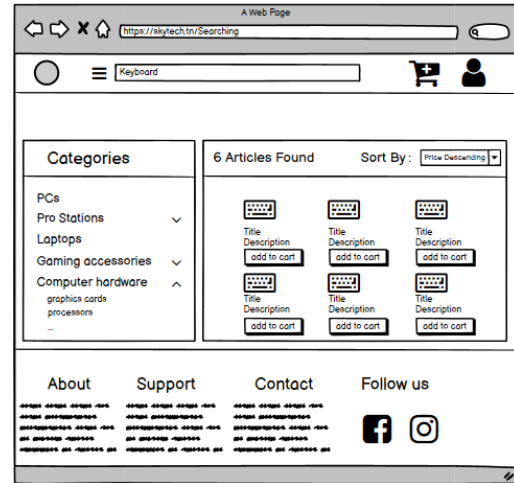 A Web Page
https://skytech.tn/Searching
Keyboard
Categories
PCs
Pro Stations
Laptops
Gaming accessories
Computer hardware
graphics cards
processors
...
6 Articles Found
Sort By :
Price Descending
Title
Description
add to cart
Title
Description
add to cart
Title
Description
add to cart
Title
Description
add to cart
Title
Description
add to cart
Title
Description
add to cart
About
Support
Contact
Follow us